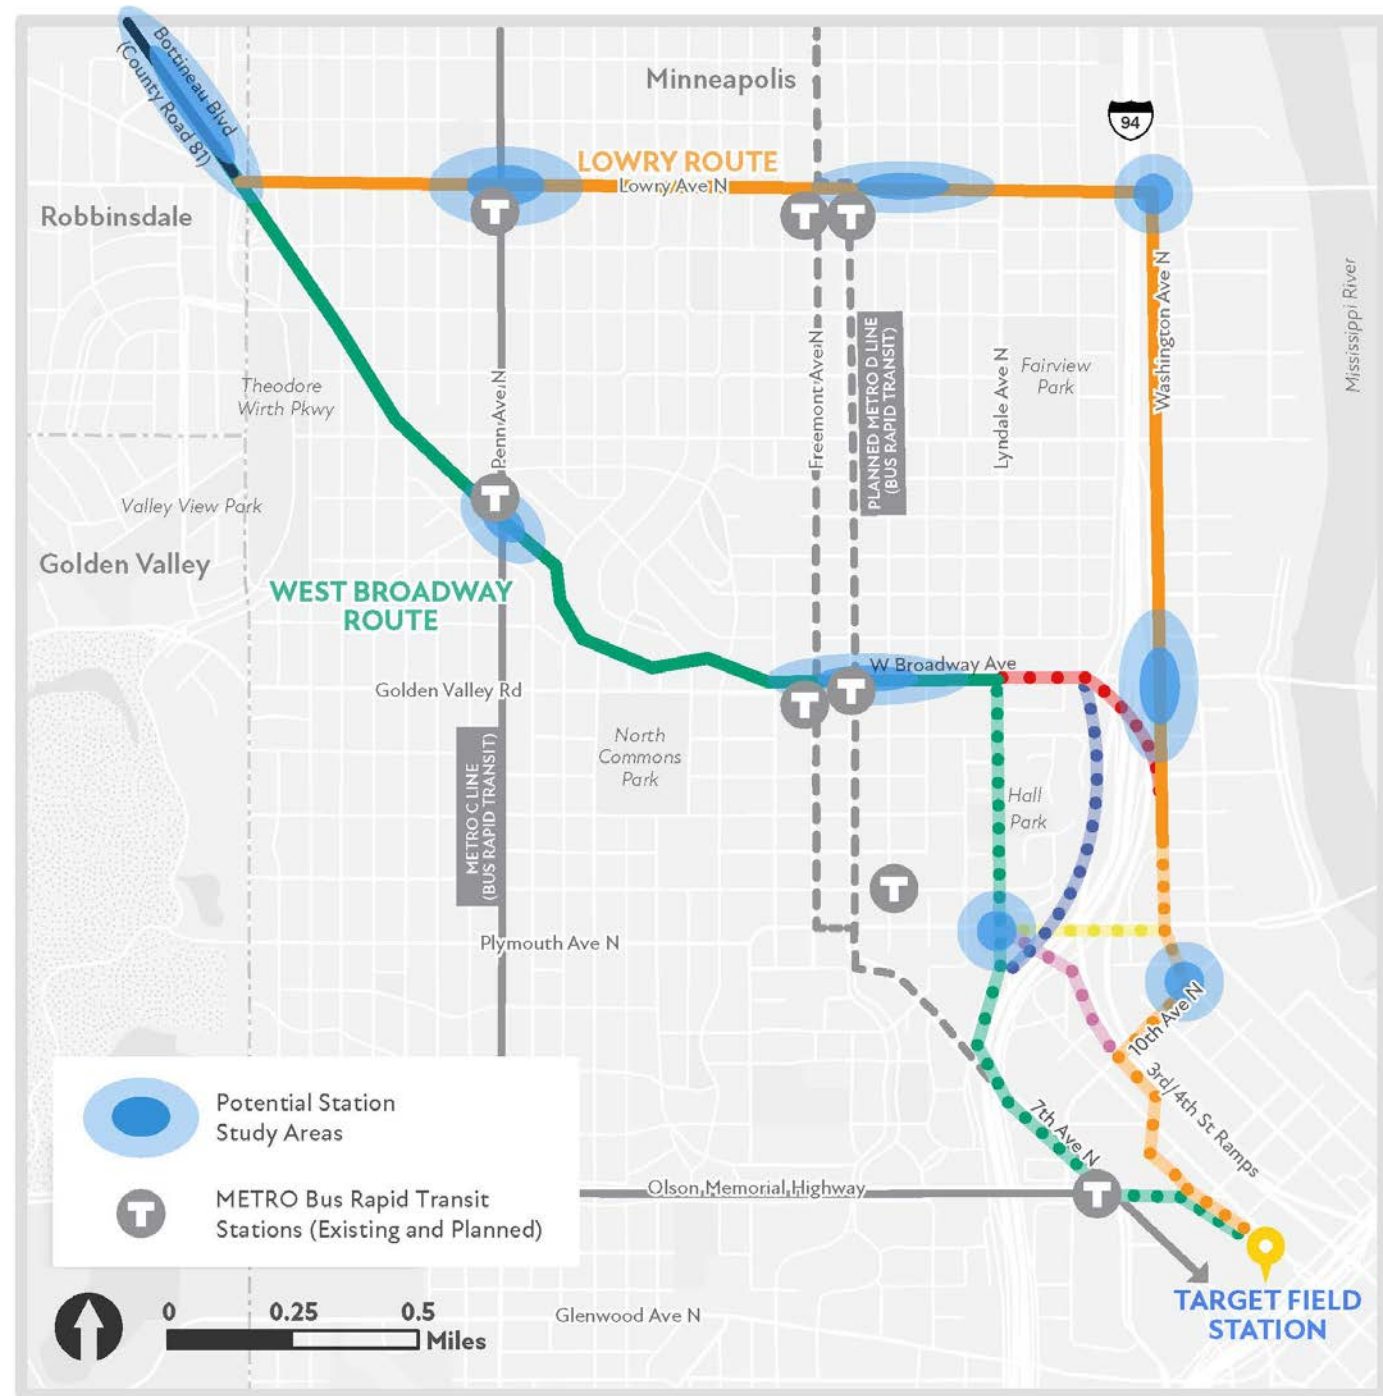 Bottineau Blvd
(County Road 81)
Minneapolis
94
LOWRY ROUTE
Lowry Ave N
T
T
T
Robbinsdale
Washington Ave N
Mississippi River
PLANNED METRO D LINE
(BUS RAPID TRANSIT)
Freemont Ave N
Lyndale Ave N
Fairview
Park
Penn Ave N
Theodore
Wirth Pkwy
T
Valley View Park
Golden Valley
WEST BROADWAY
ROUTE
W Broadway Ave
Golden Valley Rd
T
T
North
Commons
Park
METRO C LINE
(BUS RAPID TRANSIT)
Hall
Park
T
Plymouth Ave N
10th Ave N
3rd/4th St Ramps
7th Ave N
Potential Station
Study Areas
T
METRO Bus Rapid Transit
Stations (Existing and Planned)
Olson Memorial Highway
T
TARGET FIELD
STATION
Glenwood Ave N
0 0.25 0.5
Miles